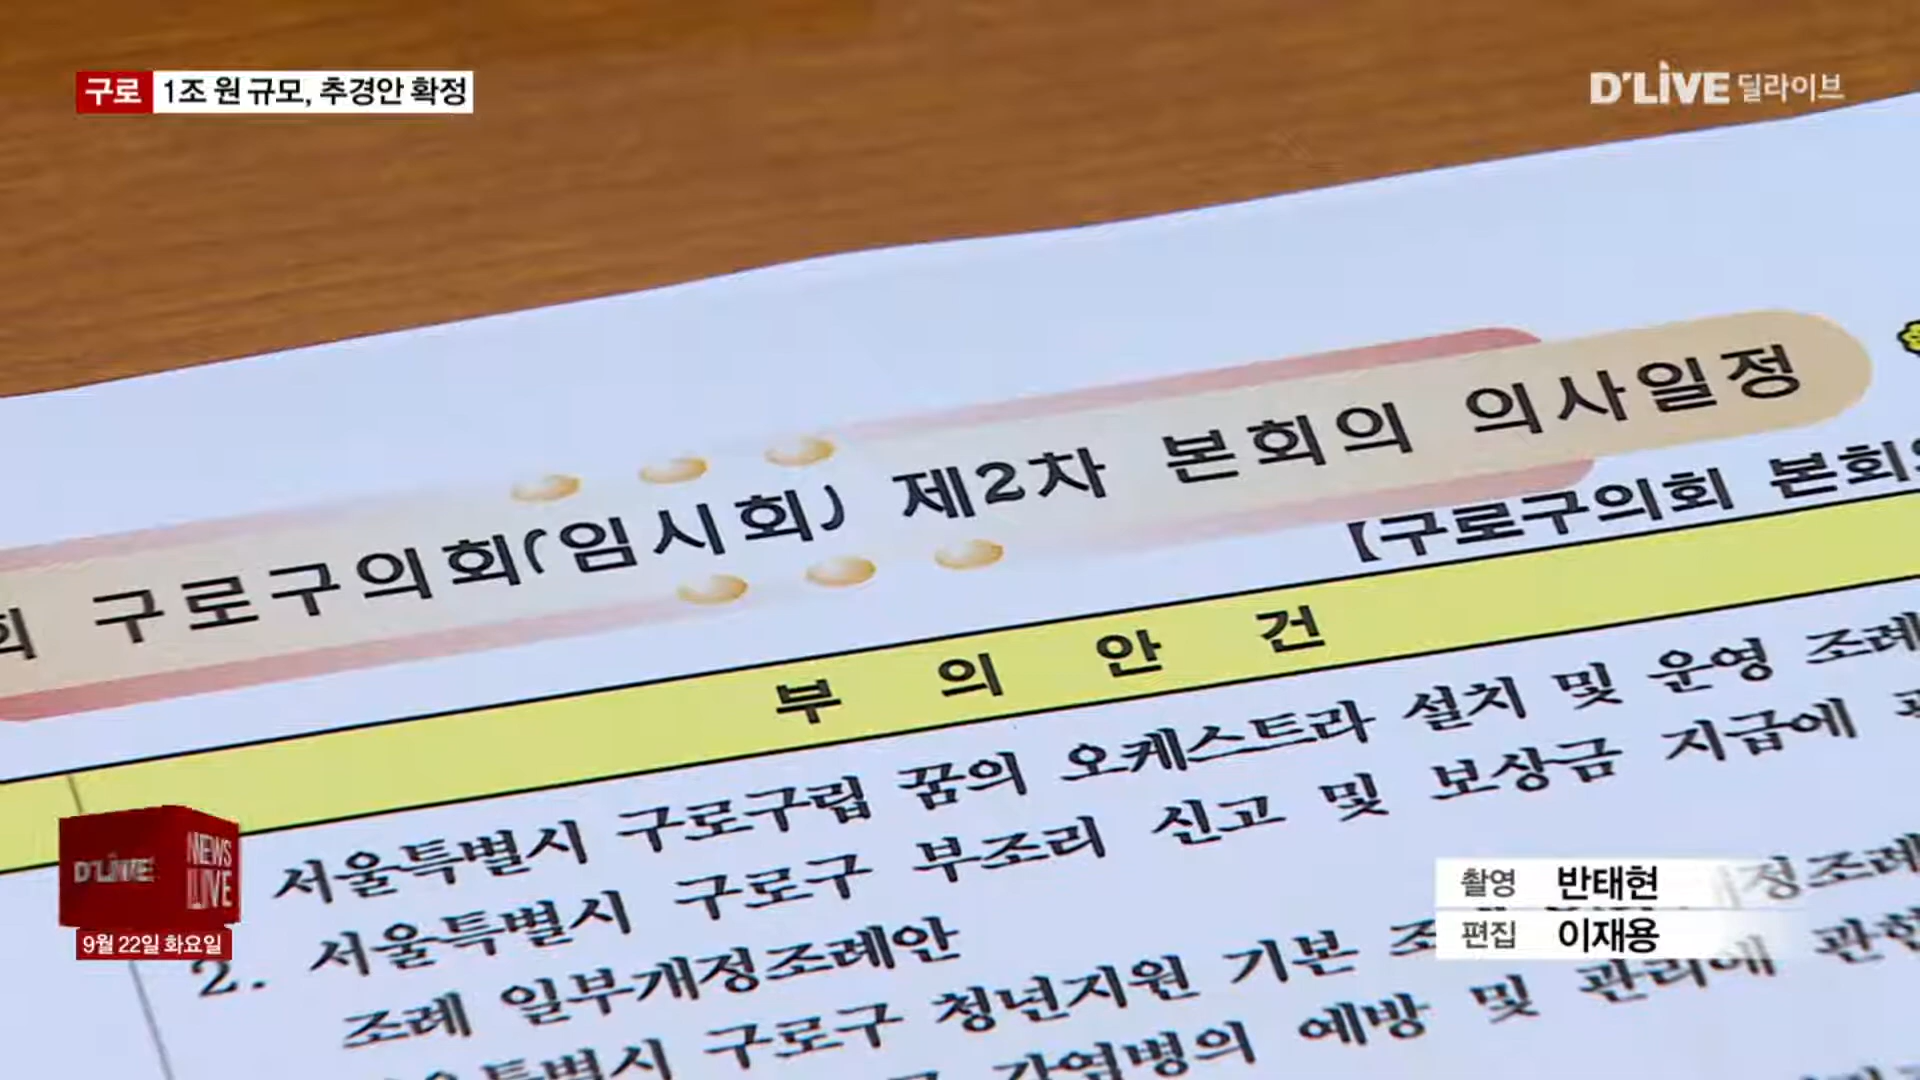 구로 1조 원 규모, 추경안 확정
D'LIVE 딜라이브
회 구로구의회(임시회) 제2차 본회의 의사일정
【구로구의회 본회의
부 의 안 건
서울특별시 구로구립 꿈의 오케스트라 설치 및 운영 조례
2. 서울특별시 구로구 부조리 신고 및 보상금 지급에
조례 일부개정조례안
서울특별시 구로구 청년지원 기본
정조례
감염병의 예방 및 관리에 관한
D'LIVE
NEWS
LIVE
9월 22일 화요일
촬영 반태현
편집 이재용